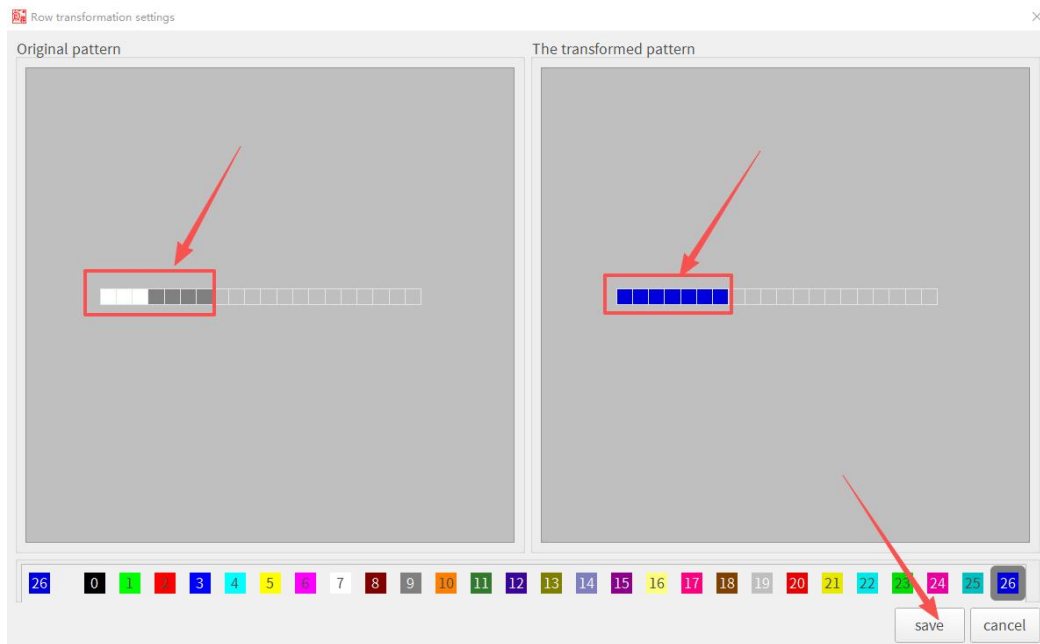 Row transformation settings
Original pattern
The transformed pattern
26 0 1 2 3 4 5 6 7 8 9 10 11 12 13 14 15 16 17 18 19 20 21 22 23 24 25 26
save cancel